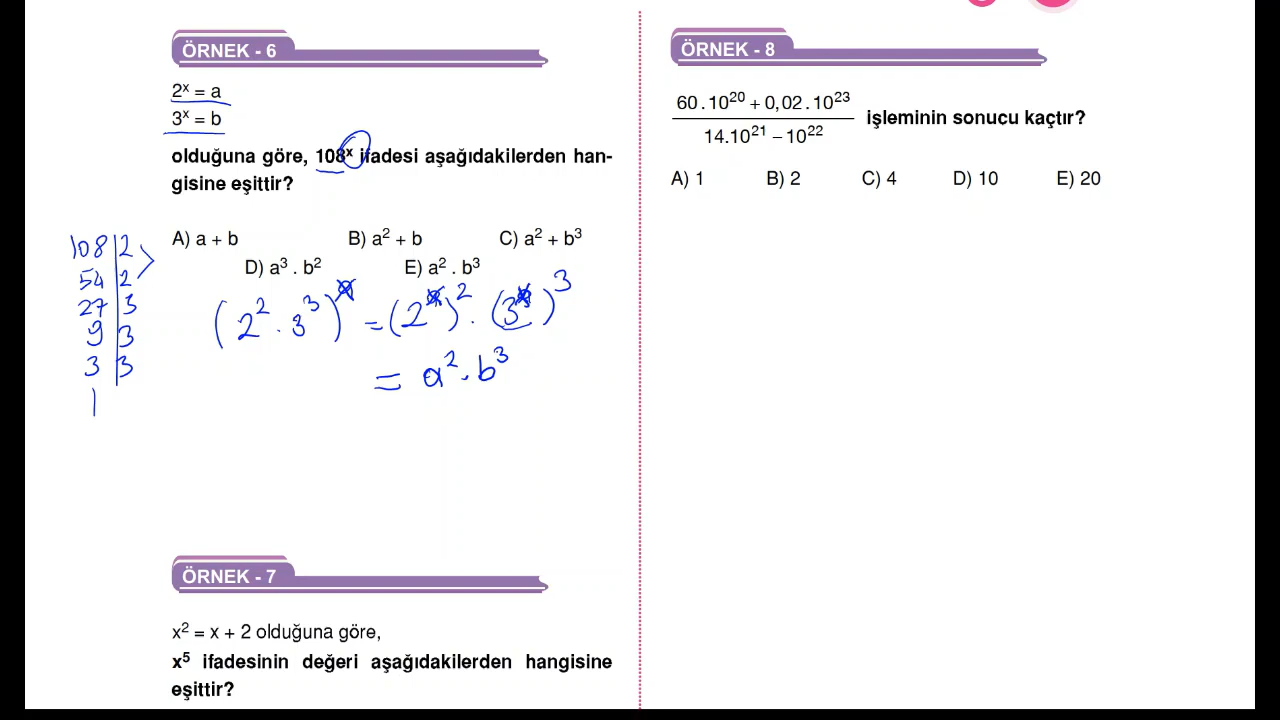 ÖRNEK - 6
2ˣ = a
3ˣ = b
olduğuna göre, 108ˣ ifadesi aşağıdakilerden han-
gisine eşittir?
A) a + b B) a² + b C) a² + b³
D) a³ . b² E) a² . b³
108 | 2
54 | 2
27 | 3
9 | 3
3 | 3
1
(2² . 3³)ˣ = (2ˣ)² . (3ˣ)³
= a² . b³
ÖRNEK - 7
x² = x + 2 olduğuna göre,
x⁵ ifadesinin değeri aşağıdakilerden hangisine
eşittir?
ÖRNEK - 8
60 . 10²⁰ + 0,02 . 10²³
14.10²¹ – 10²²
işleminin sonucu kaçtır?
A) 1 B) 2 C) 4 D) 10 E) 20